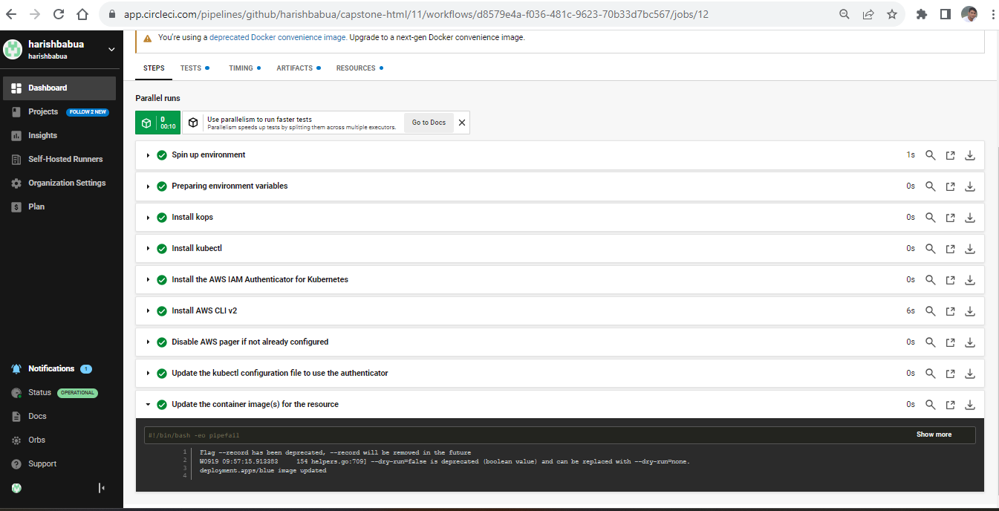 app.circleci.com/pipelines/github/harishbabua/capstone-html/11/workflows/d8579e4a-f036-481c-9623-70b33d7bc567/jobs/12
harishbabua
harishbabua
Dashboard
Projects FOLLOW 2 NEW
Insights
Self-Hosted Runners
Organization Settings
Plan
Notifications 1
Status OPERATIONAL
Docs
Orbs
Support
You're using a deprecated Docker convenience image. Upgrade to a next-gen Docker convenience image.
STEPS TESTS TIMING ARTIFACTS RESOURCES
Parallel runs
0
00:10
Use parallelism to run faster tests
Parallelism speeds up tests by splitting them across multiple executors.
Go to Docs
Spin up environment 1s
Preparing environment variables 0s
Install kops 0s
Install kubectl 0s
Install the AWS IAM Authenticator for Kubernetes 0s
Install AWS CLI v2 6s
Disable AWS pager if not already configured 0s
Update the kubectl configuration file to use the authenticator 0s
Update the container image(s) for the resource 0s
#!/bin/bash -eo pipefail Show more
1 Flag --record has been deprecated, --record will be removed in the future
2 W0919 09:57:15.913383 154 helpers.go:709] --dry-run=false is deprecated (boolean value) and can be replaced with --dry-run=none.
3 deployment.apps/blue image updated
4